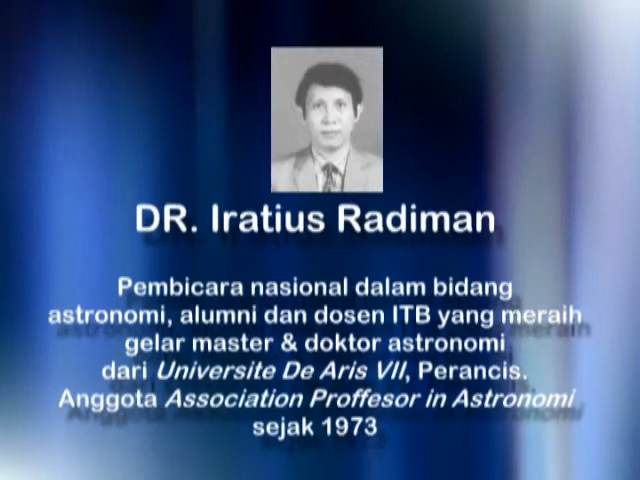 DR. Iratius Radiman
Pembicara nasional dalam bidang
astronomi, alumni dan dosen ITB yang meraih
gelar master & doktor astronomi
dari Universite De Aris VII, Perancis.
Anggota Association Proffesor in Astronomi
sejak 1973